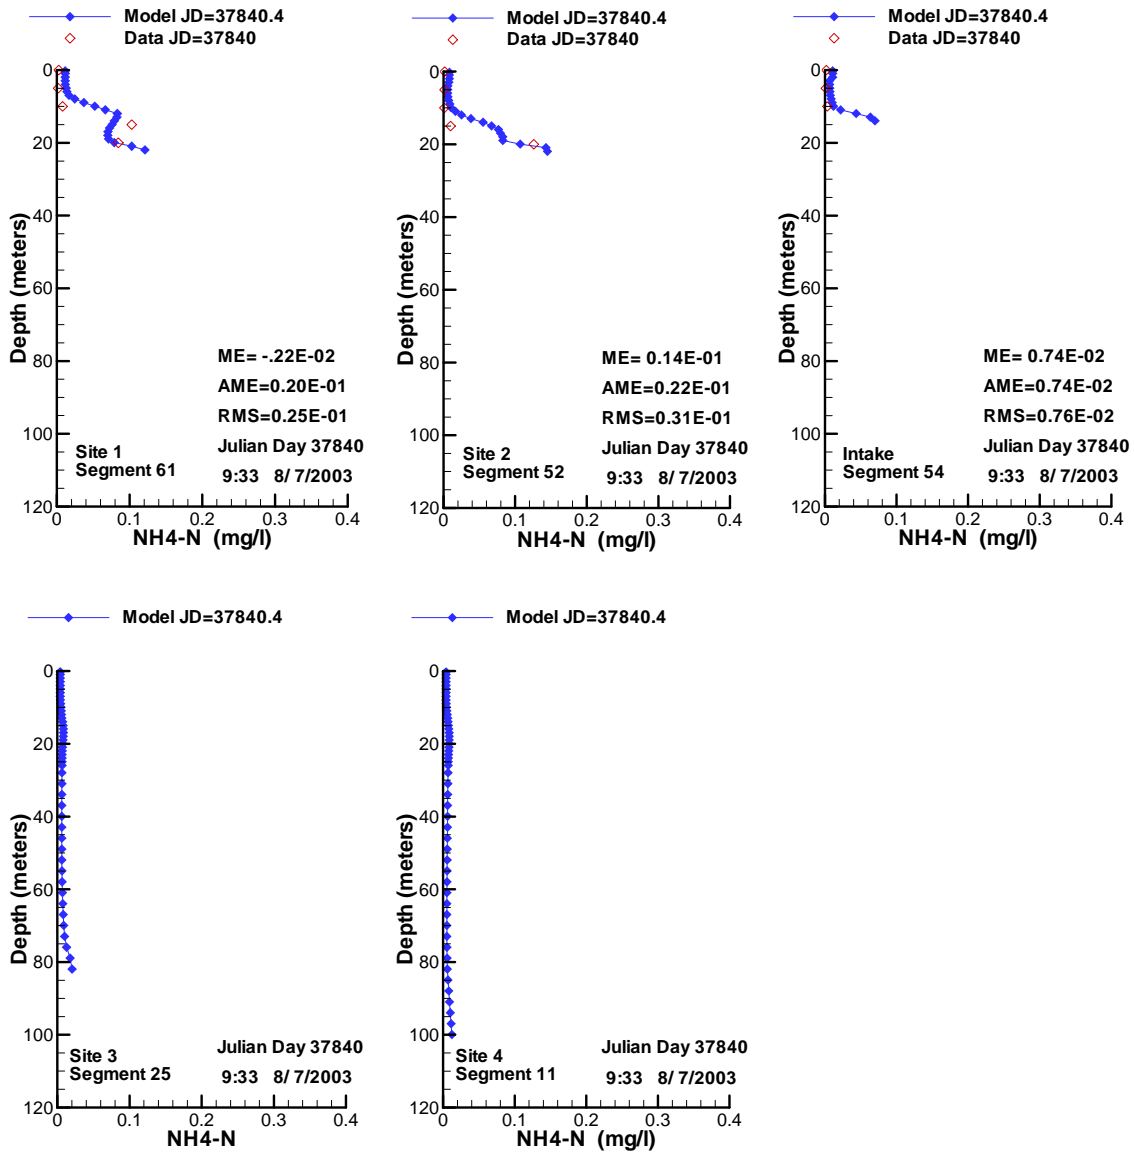 Model JD=37840.4
Data JD=37840
0
20
40
60
80
100
120
Depth (meters)
ME= -.22E-02
AME=0.20E-01
RMS=0.25E-01
Julian Day 37840
9:33 8/ 7/2003
Site 1
Segment 61
0 0.1 0.2 0.3 0.4
NH4-N (mg/l)
Model JD=37840.4
Data JD=37840
0
20
40
60
80
100
120
Depth (meters)
ME= 0.14E-01
AME=0.22E-01
RMS=0.31E-01
Julian Day 37840
9:33 8/ 7/2003
Site 2
Segment 52
0 0.1 0.2 0.3 0.4
NH4-N (mg/l)
Model JD=37840.4
Data JD=37840
0
20
40
60
80
100
120
Depth (meters)
ME= 0.74E-02
AME=0.74E-02
RMS=0.76E-02
Julian Day 37840
9:33 8/ 7/2003
Intake
Segment 54
0 0.1 0.2 0.3 0.4
NH4-N (mg/l)
Model JD=37840.4
0
20
40
60
80
100
120
Depth (meters)
Julian Day 37840
9:33 8/ 7/2003
Site 3
Segment 25
0 0.1 0.2 0.3 0.4
NH4-N
Model JD=37840.4
0
20
40
60
80
100
120
Depth (meters)
Julian Day 37840
9:33 8/ 7/2003
Site 4
Segment 11
0 0.1 0.2 0.3 0.4
NH4-N (mg/l)